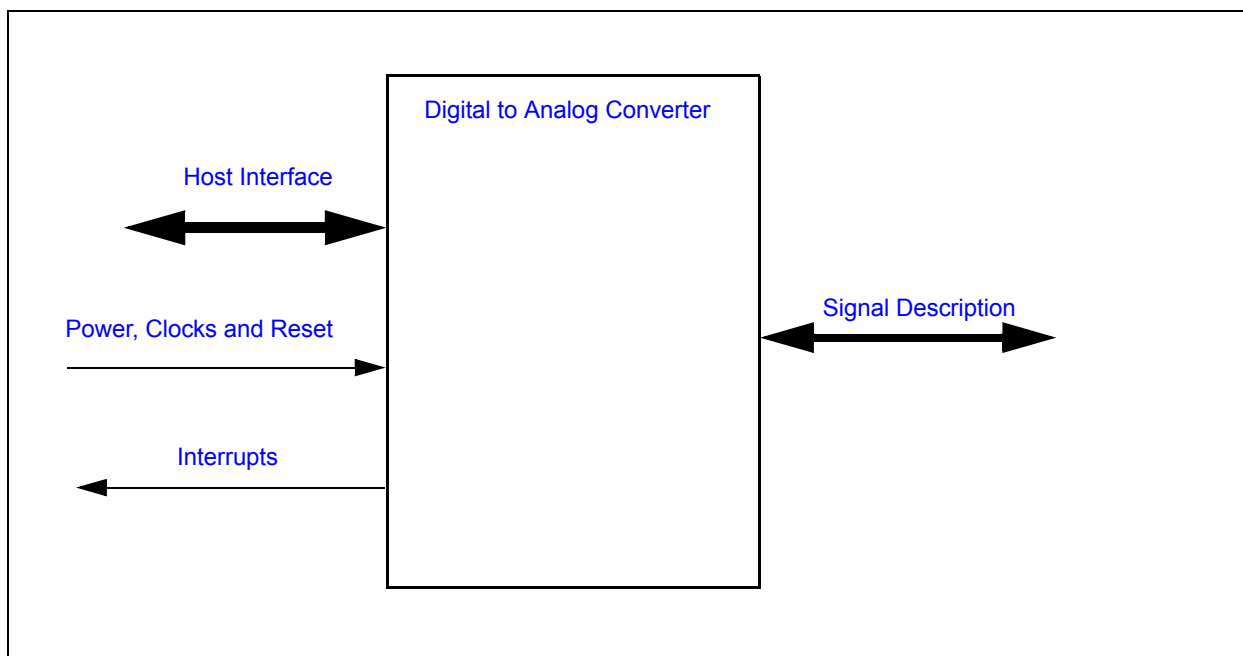 Digital to Analog Converter
Host Interface
Signal Description
Power, Clocks and Reset
Interrupts